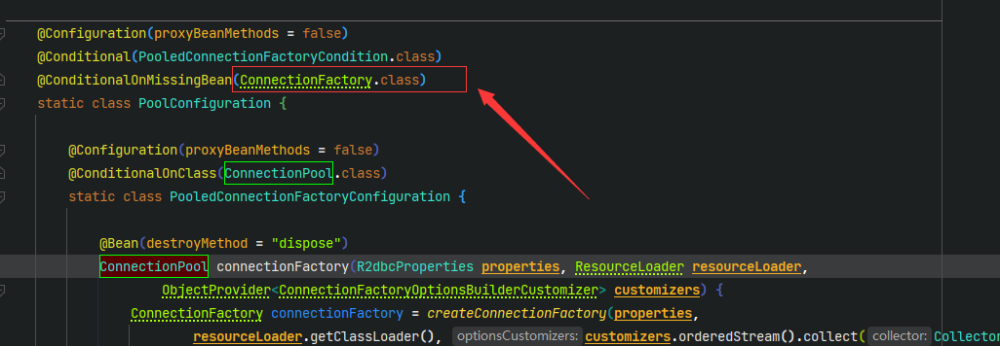 @Configuration(proxyBeanMethods = false)
@Conditional(PooledConnectionFactoryCondition.class)
@ConditionalOnMissingBean(ConnectionFactory.class)
static class PoolConfiguration {
@Configuration(proxyBeanMethods = false)
@ConditionalOnClass(ConnectionPool.class)
static class PooledConnectionFactoryConfiguration {
@Bean(destroyMethod = "dispose")
ConnectionPool connectionFactory(R2dbcProperties properties, ResourceLoader resourceLoader,
ObjectProvider<ConnectionFactoryOptionsBuilderCustomizer> customizers) {
ConnectionFactory connectionFactory = createConnectionFactory(properties,
resourceLoader.getClassLoader(), optionsCustomizers: customizers.orderedStream().collect( collector: Collector